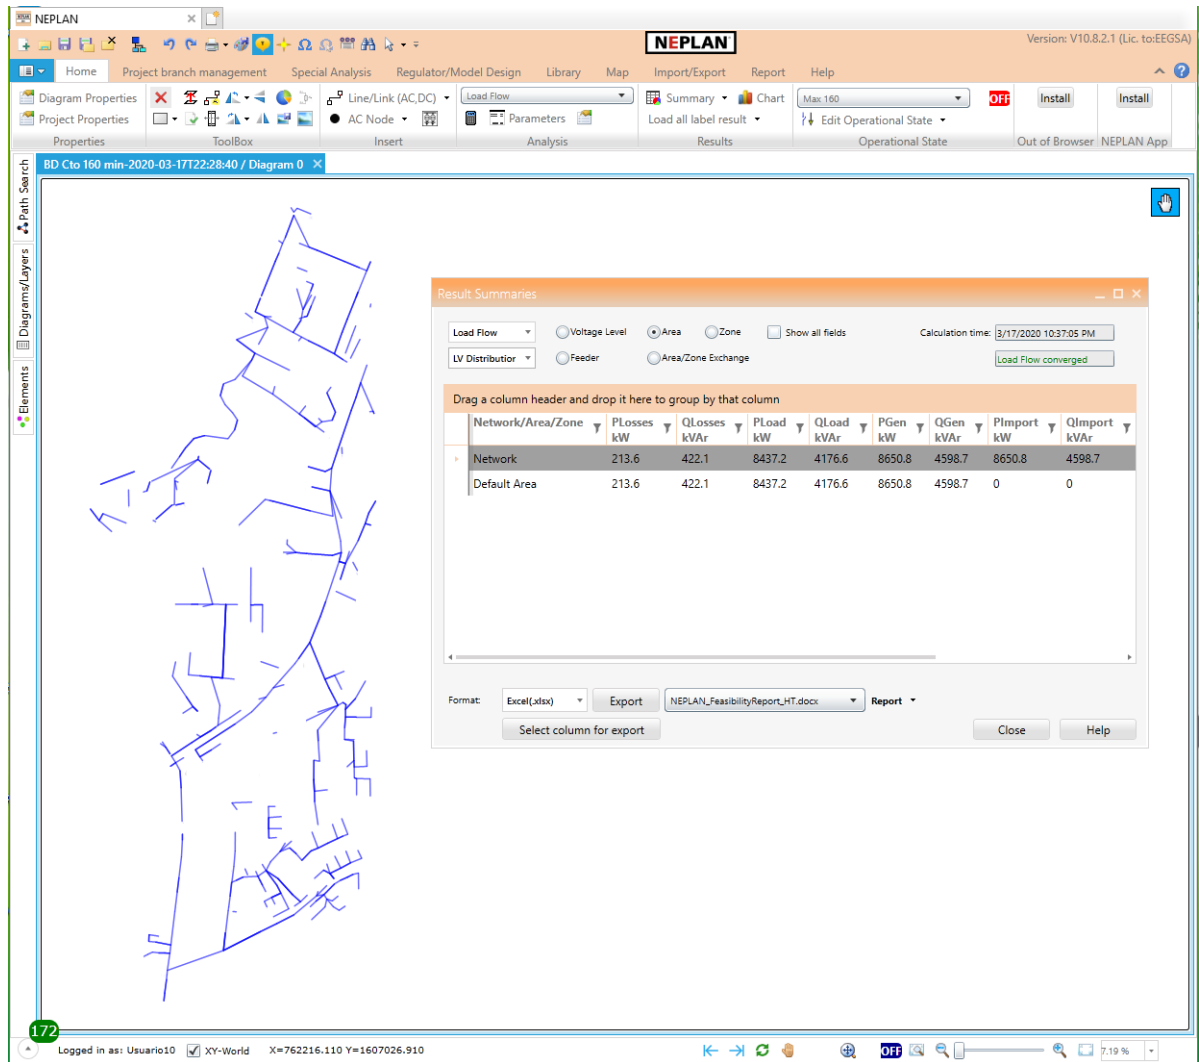 NEPLAN
NEPLAN
Version: V10.8.2.1 (Lic. to:EEGSA)
Home Project branch management Special Analysis Regulator/Model Design Library Map Import/Export Report Help
Diagram Properties Line/Link (AC,DC) Load Flow Summary Chart Max 160 OFF Install Install
Project Properties AC Node Parameters Load all label result Edit Operational State
Properties ToolBox Insert Analysis Results Operational State Out of Browser NEPLAN App
BD Cto 160 min-2020-03-17T22:28:40 / Diagram 0
Path Search
Diagrams/Layers
Elements
Result Summaries
Load Flow Voltage Level Area Zone Show all fields Calculation time: 3/17/2020 10:37:05 PM
LV Distributior Feeder Area/Zone Exchange Load Flow converged
Drag a column header and drop it here to group by that column
Network/Area/Zone PLosses QLosses PLoad QLoad PGen QGen PImport QImport
kW kVAr kW kVAr kW kVAr kW kVAr
Network 213.6 422.1 8437.2 4176.6 8650.8 4598.7 8650.8 4598.7
Default Area 213.6 422.1 8437.2 4176.6 8650.8 4598.7 0 0
Format: Excel(.xlsx) Export NEPLAN_FeasibilityReport_HT.docx Report
Select column for export Close Help
172
Logged in as: Usuario10 XY-World X=762216.110 Y=1607026.910 OFF 7.19 %